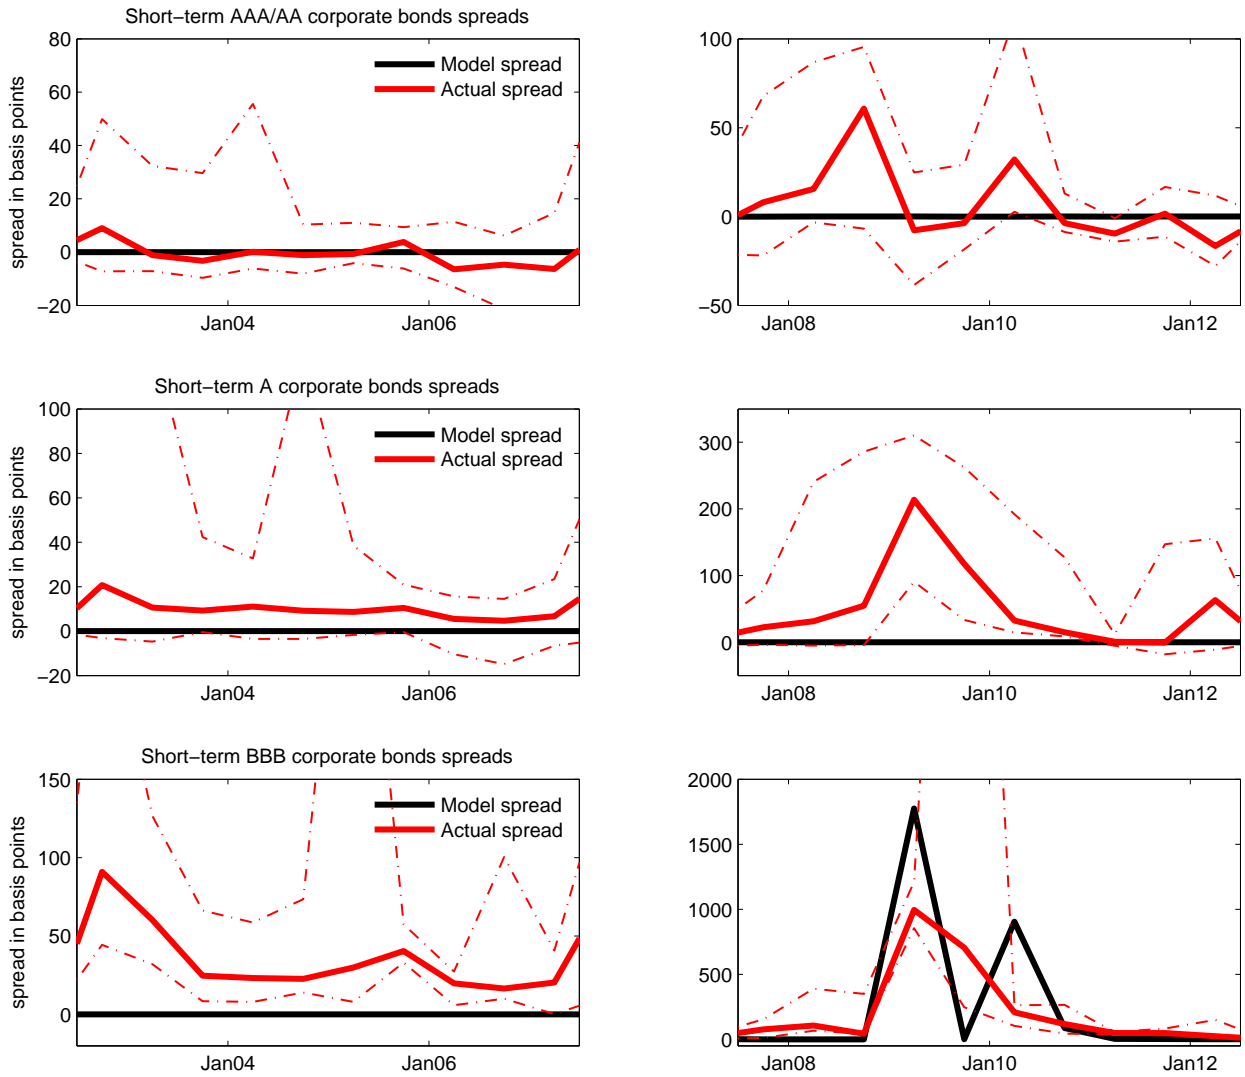 Short−term AAA/AA corporate bonds spreads
spread in basis points
80
60
40
20
0
−20
Jan04
Jan06
Model spread
Actual spread
100
50
0
−50
Jan08
Jan10
Jan12
Short−term A corporate bonds spreads
spread in basis points
100
80
60
40
20
0
−20
Jan04
Jan06
Model spread
Actual spread
300
200
100
0
Jan08
Jan10
Jan12
Short−term BBB corporate bonds spreads
spread in basis points
150
100
50
0
Jan04
Jan06
Model spread
Actual spread
2000
1500
1000
500
0
Jan08
Jan10
Jan12